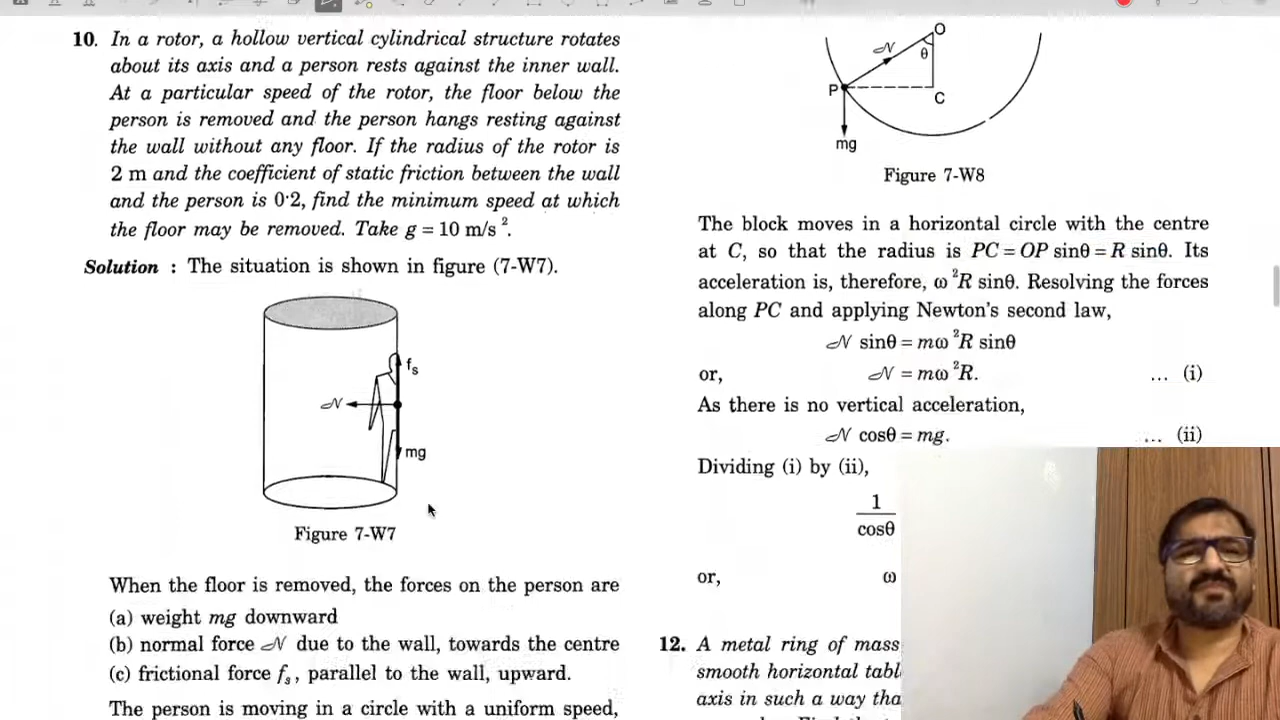 10. In a rotor, a hollow vertical cylindrical structure rotates
about its axis and a person rests against the inner wall.
At a particular speed of the rotor, the floor below the
person is removed and the person hangs resting against
the wall without any floor. If the radius of the rotor is
2 m and the coefficient of static friction between the wall
and the person is 0·2, find the minimum speed at which
the floor may be removed. Take g = 10 m/s².
Solution : The situation is shown in figure (7-W7).
fₛ
𝒩
mg
Figure 7-W7
When the floor is removed, the forces on the person are
(a) weight mg downward
(b) normal force 𝒩 due to the wall, towards the centre
(c) frictional force fₛ, parallel to the wall, upward.
The person is moving in a circle with a uniform speed,
O
𝒩
θ
P
C
mg
Figure 7-W8
The block moves in a horizontal circle with the centre
at C, so that the radius is PC = OP sinθ = R sinθ. Its
acceleration is, therefore, ω²R sinθ. Resolving the forces
along PC and applying Newton's second law,
𝒩 sinθ = mω²R sinθ
or, 𝒩 = mω²R. ... (i)
As there is no vertical acceleration,
𝒩 cosθ = mg. ... (ii)
Dividing (i) by (ii),
1
cosθ
or, ω
12. A metal ring of mass
smooth horizontal tabl
axis in such a way tha